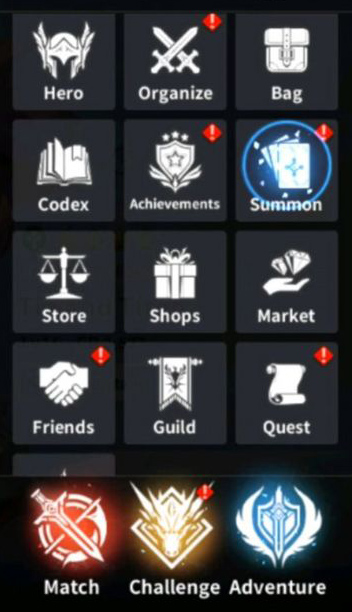 Hero
Organize
Bag
Codex
Achievements
Summon
Store
Shops
Market
Friends
Guild
Quest
Match
Challenge
Adventure